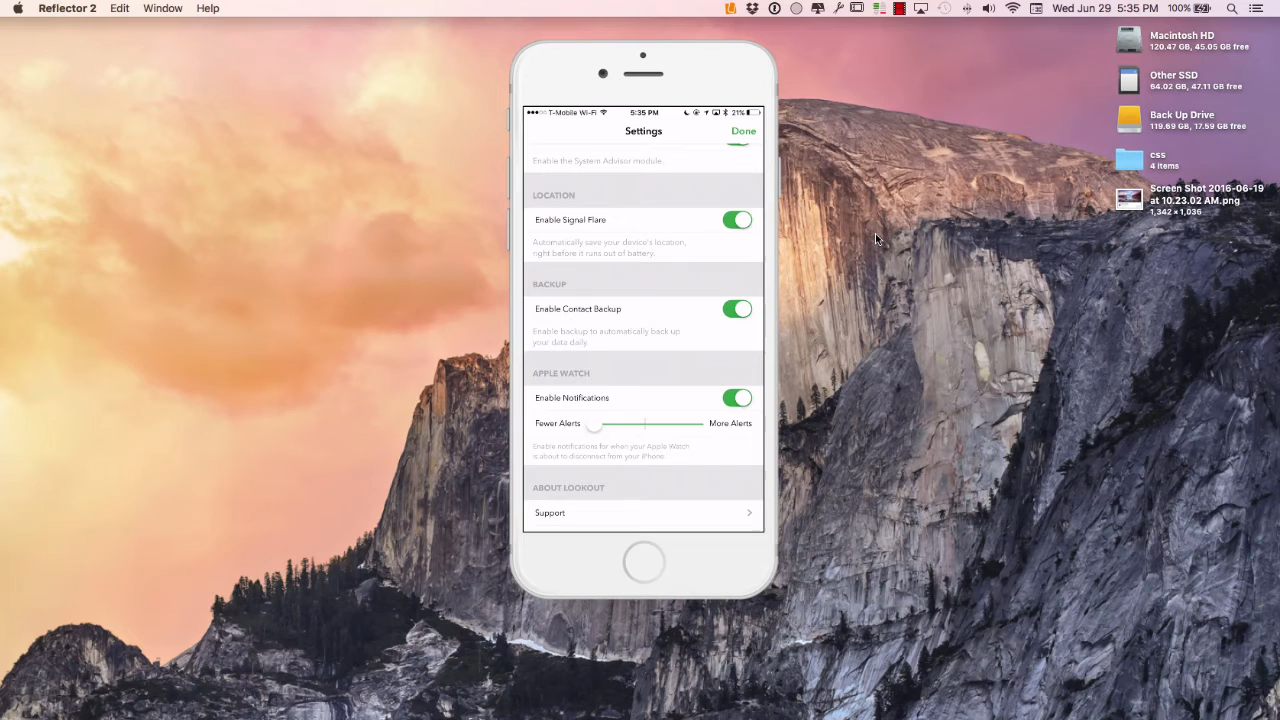 Reflector 2 Edit Window Help
Wed Jun 29 5:35 PM 100%
Macintosh HD
120.47 GB, 45.05 GB free
Other SSD
64.02 GB, 47.11 GB free
Back Up Drive
119.69 GB, 17.59 GB free
css
4 items
Screen Shot 2016-06-19
at 10.23.02 AM.png
1,342 × 1,036
T-Mobile Wi-Fi 5:35 PM 21%
Settings Done
Enable the System Advisor module.
LOCATION
Enable Signal Flare
Automatically save your device's location,
right before it runs out of battery.
BACKUP
Enable Contact Backup
Enable backup to automatically back up
your data daily.
APPLE WATCH
Enable Notifications
Fewer Alerts More Alerts
Enable notifications for when your Apple Watch
is about to disconnect from your iPhone.
ABOUT LOOKOUT
Support